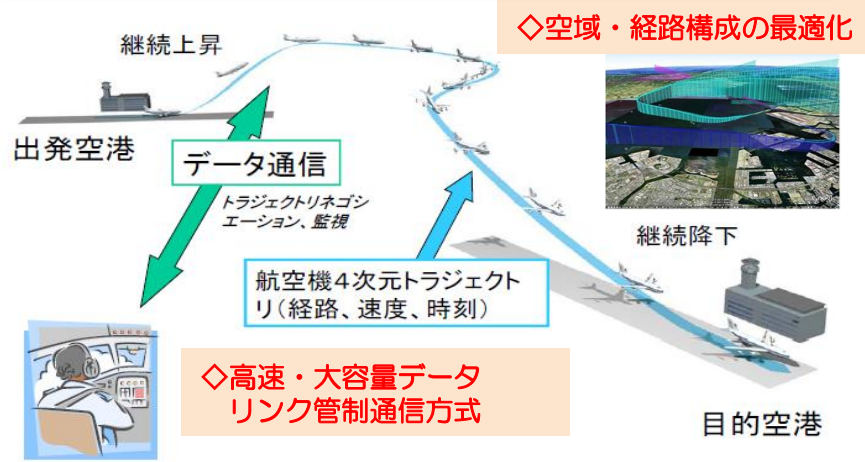 ◇空域・経路構成の最適化
継続上昇
出発空港
データ通信
トラジェクトリネゴシ
エーション、監視
継続降下
航空機4次元トラジェクト
リ(経路、速度、時刻)
◇高速・大容量データ
リンク管制通信方式
目的空港